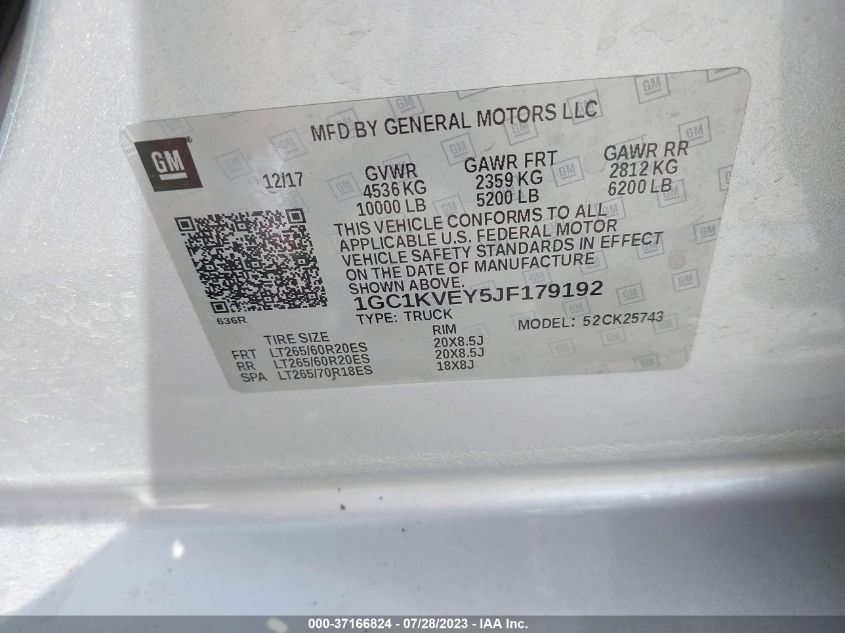 MFD BY GENERAL MOTORS LLC
GM
12/17
GVWR
4536 KG
10000 LB
GAWR FRT
2359 KG
5200 LB
GAWR RR
2812 KG
6200 LB
THIS VEHICLE CONFORMS TO ALL
APPLICABLE U.S. FEDERAL MOTOR
VEHICLE SAFETY STANDARDS IN EFFECT
ON THE DATE OF MANUFACTURE
SHOWN ABOVE.
1GC1KVEY5JF179192
TYPE: TRUCK
MODEL: 52CK25743
636R
TIRE SIZE RIM
FRT LT265/60R20ES 20X8.5J
RR LT265/60R20ES 20X8.5J
SPA LT265/70R18ES 18X8J
000-37166824 - 07/28/2023 - IAA Inc.